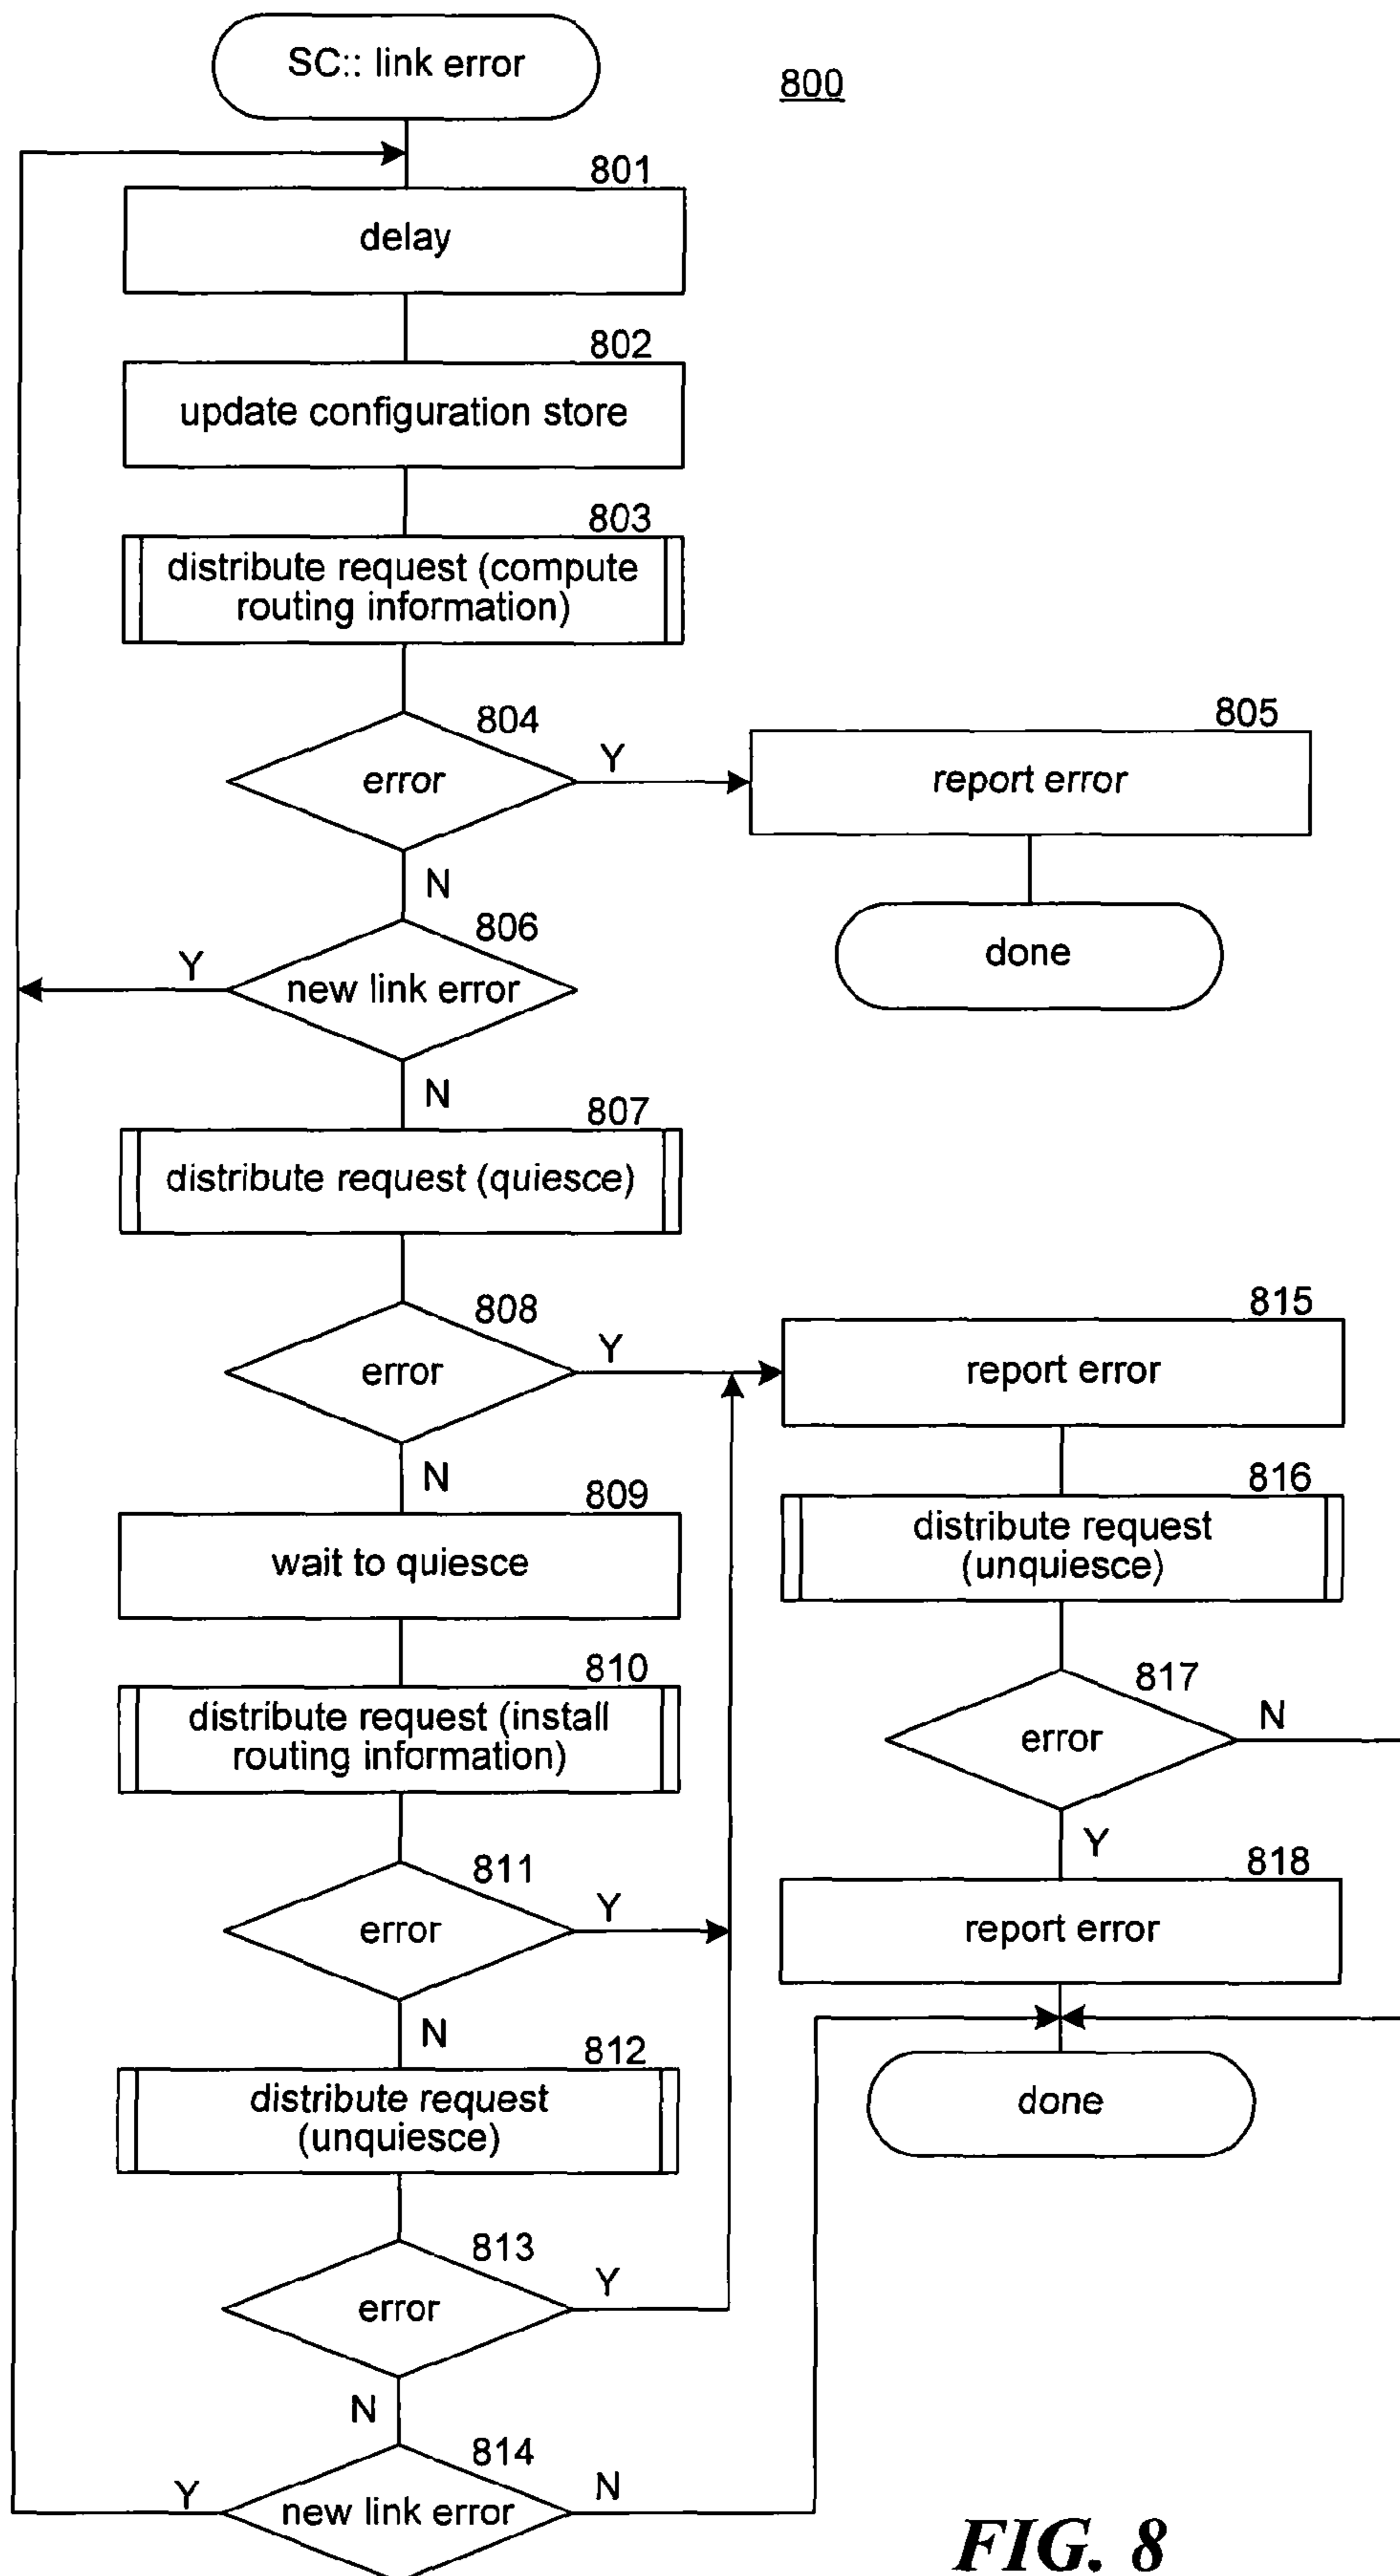 SC:: link error
800
801
delay
802
update configuration store
803
distribute request (compute
routing information)
804
error
Y
N
805
report error
done
806
new link error
Y
N
807
distribute request (quiesce)
808
error
Y
N
809
wait to quiesce
810
distribute request (install
routing information)
811
error
Y
N
812
distribute request
(unquiesce)
813
error
Y
N
814
new link error
Y
N
815
report error
816
distribute request
(unquiesce)
817
error
N
Y
818
report error
done
FIG. 8